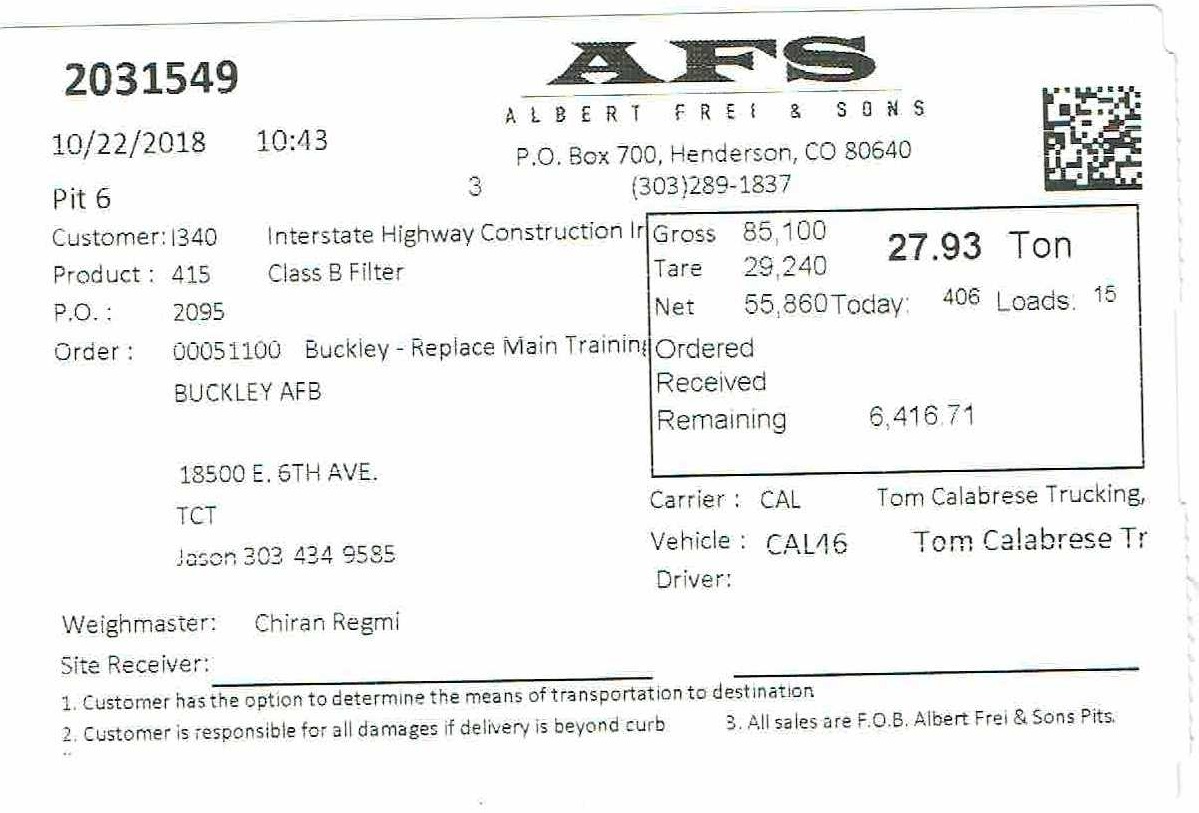 2031549
AFS
ALBERT FREI & SONS
10/22/2018 10:43
P.O. Box 700, Henderson, CO 80640
Pit 6 3 (303)289-1837
Customer: I340 Interstate Highway Construction Ir
Product : 415 Class B Filter
P.O. : 2095
Order : 00051100 Buckley - Replace Main Training
BUCKLEY AFB
18500 E. 6TH AVE.
TCT
Jason 303 434 9585
Gross 85,100 27.93 Ton
Tare 29,240
Net 55,860 Today: 406 Loads: 15
Ordered
Received
Remaining 6,416.71
Carrier : CAL Tom Calabrese Trucking,
Vehicle : CAL46 Tom Calabrese Tr
Driver:
Weighmaster: Chiran Regmi
Site Receiver:
1. Customer has the option to determine the means of transportation to destination
2. Customer is responsible for all damages if delivery is beyond curb 3. All sales are F.O.B. Albert Frei & Sons Pits.